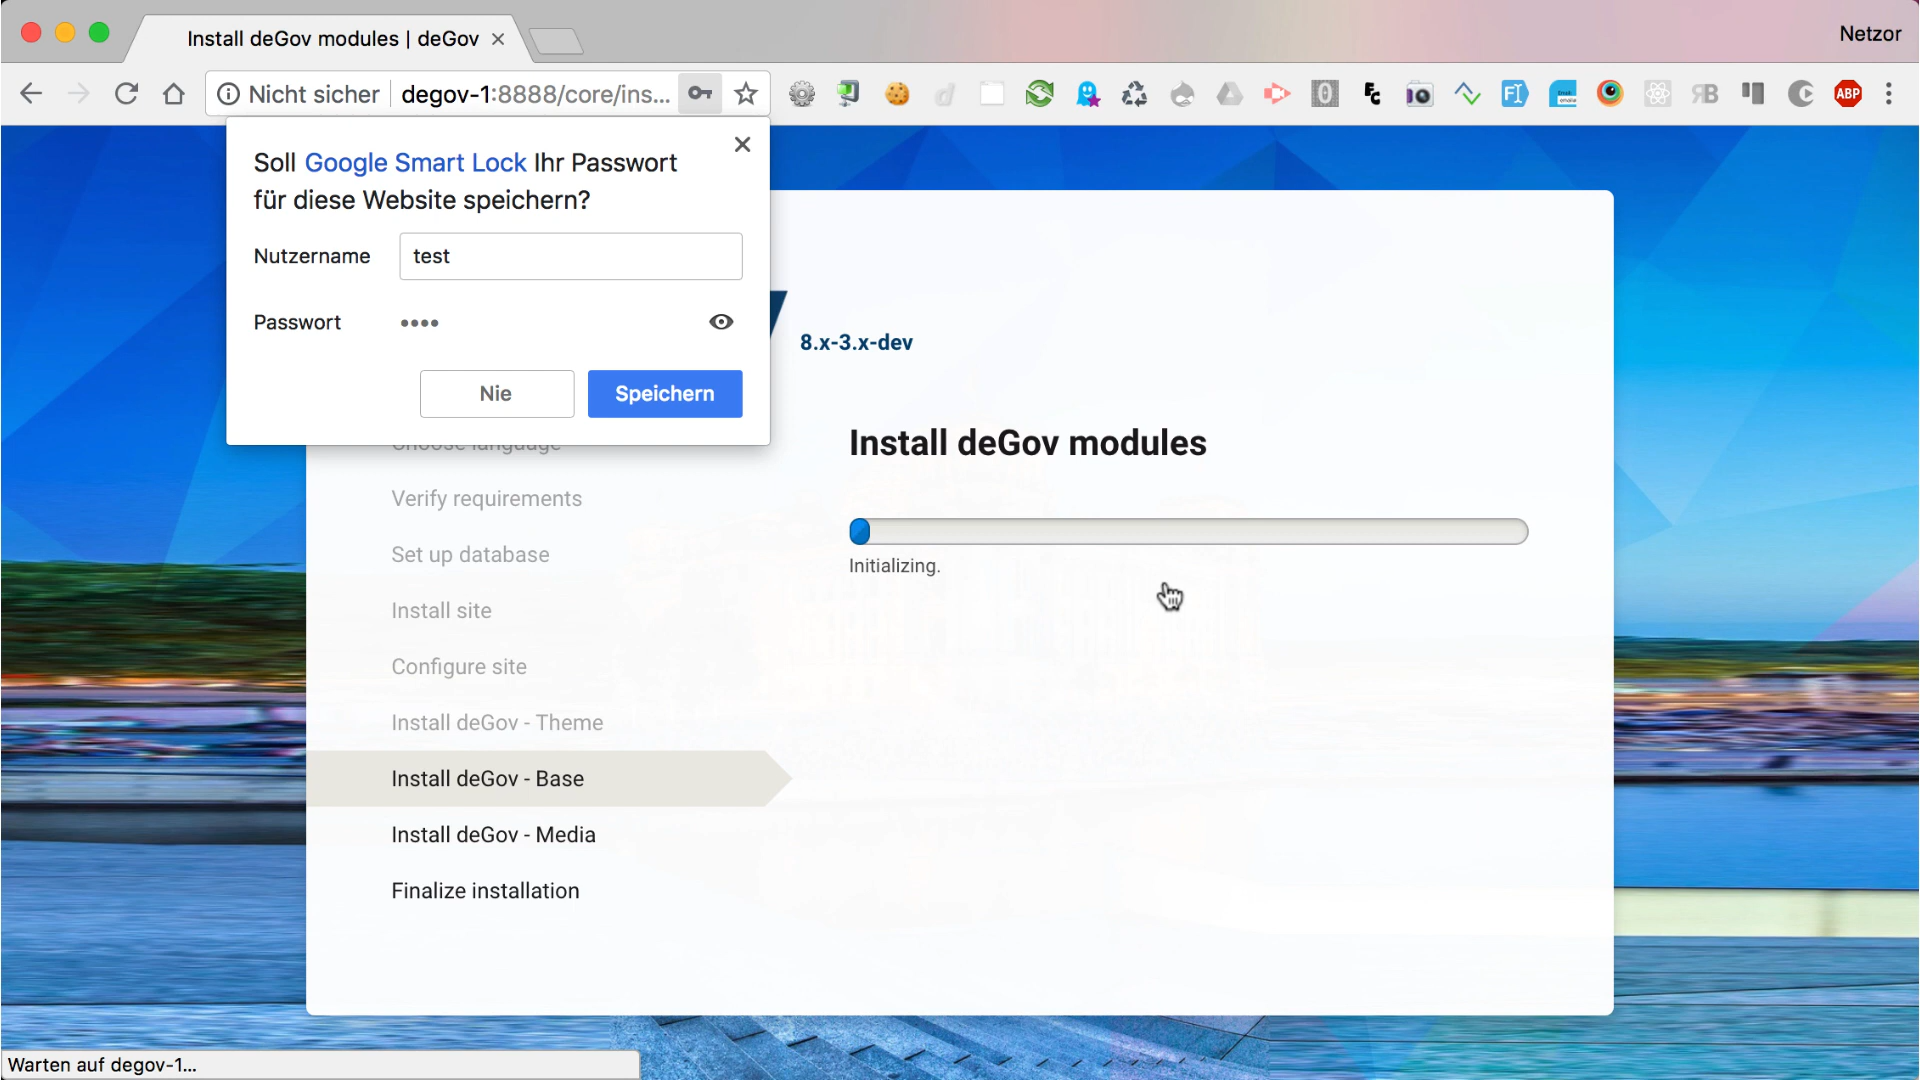 Install deGov modules | deGov
Netzor
Nicht sicher
degov-1:8888/core/ins...
ABP
Soll Google Smart Lock Ihr Passwort
für diese Website speichern?
Nutzername
test
Passwort
••••
Nie
Speichern
8.x-3.x-dev
Choose language
Verify requirements
Set up database
Install site
Configure site
Install deGov - Theme
Install deGov - Base
Install deGov - Media
Finalize installation
Install deGov modules
Initializing.
Warten auf degov-1...